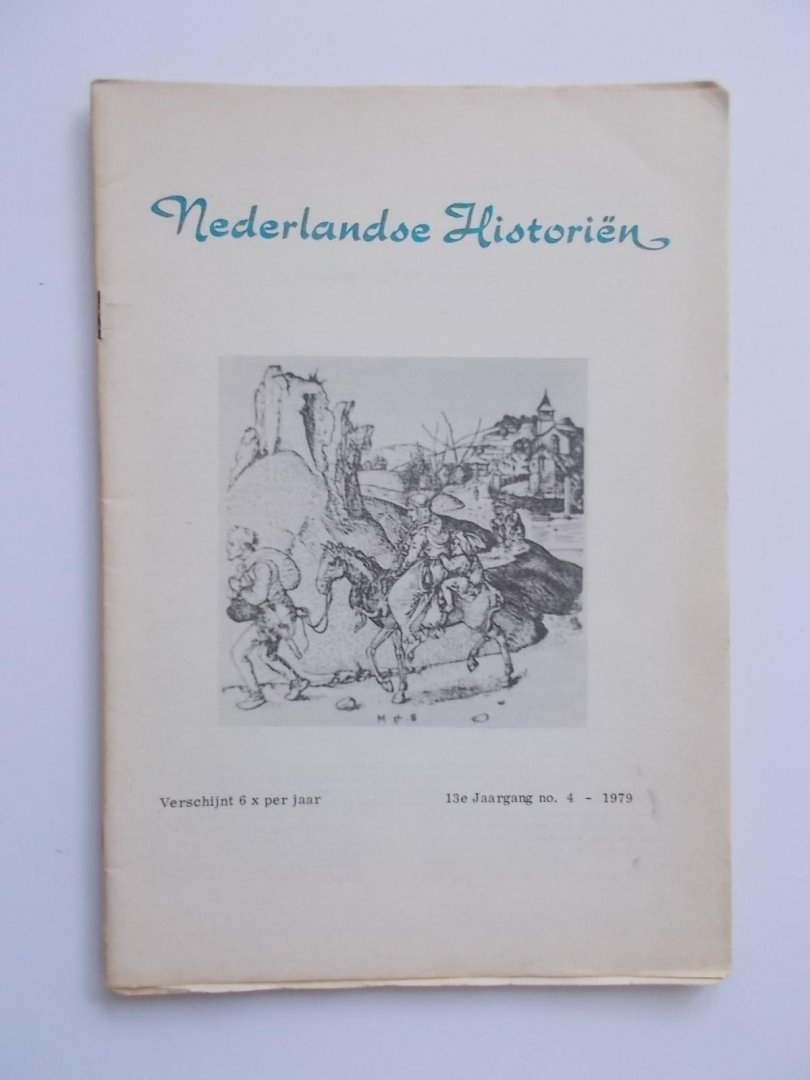 Nederlandse Historiën
M + S
Verschijnt 6 x per jaar
13e Jaargang no. 4 - 1979